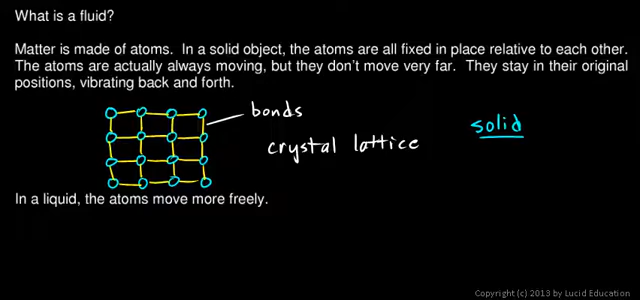 What is a fluid?
Matter is made of atoms. In a solid object, the atoms are all fixed in place relative to each other.
The atoms are actually always moving, but they don't move very far. They stay in their original
positions, vibrating back and forth.
bonds
solid
crystal lattice
In a liquid, the atoms move more freely.
Copyright (c) 2013 by Lucid Education